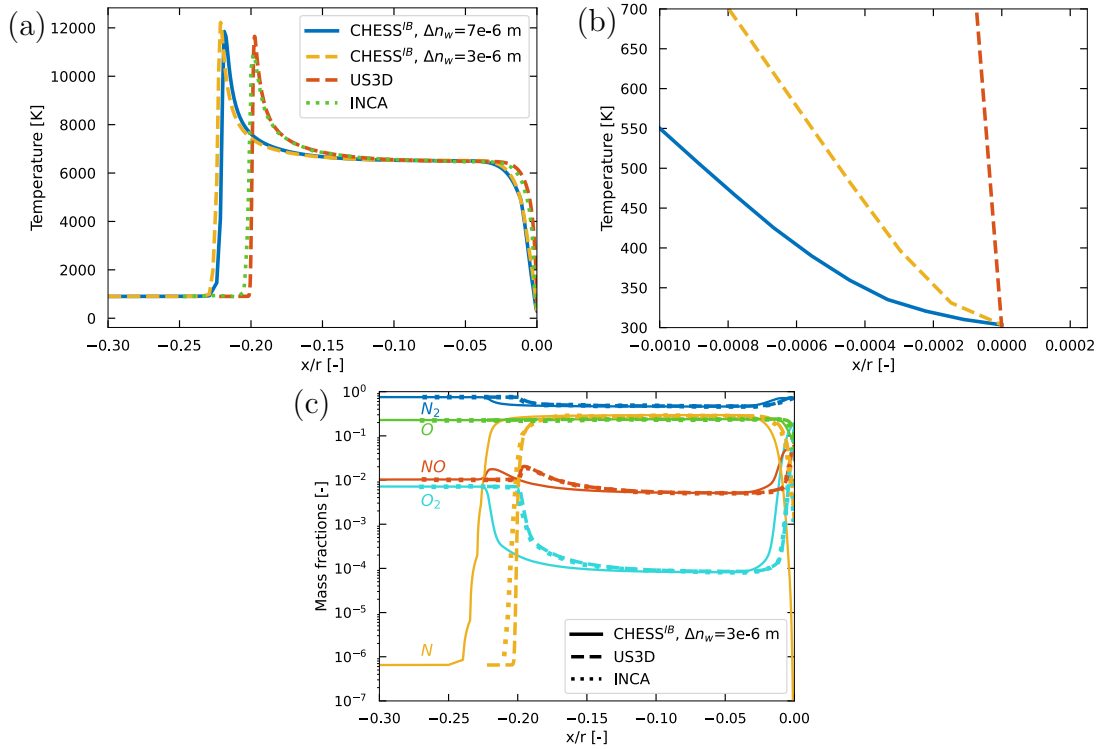 (a)
Temperature [K]
12000
10000
8000
6000
4000
2000
0
CHESS^{IB}, Δn_w=7e-6 m
CHESS^{IB}, Δn_w=3e-6 m
US3D
INCA
−0.30 −0.25 −0.20 −0.15 −0.10 −0.05 0.00
x/r [-]
(b)
Temperature [K]
700
650
600
550
500
450
400
350
300
−0.0010 −0.0008 −0.0006 −0.0004 −0.0002 0.0000 0.0002
x/r [-]
(c)
Mass fractions [-]
10^0
10^{−1}
10^{−2}
10^{−3}
10^{−4}
10^{−5}
10^{−6}
10^{−7}
N_2
O
NO
O_2
N
CHESS^{IB}, Δn_w=3e-6 m
US3D
INCA
−0.30 −0.25 −0.20 −0.15 −0.10 −0.05 0.00
x/r [-]